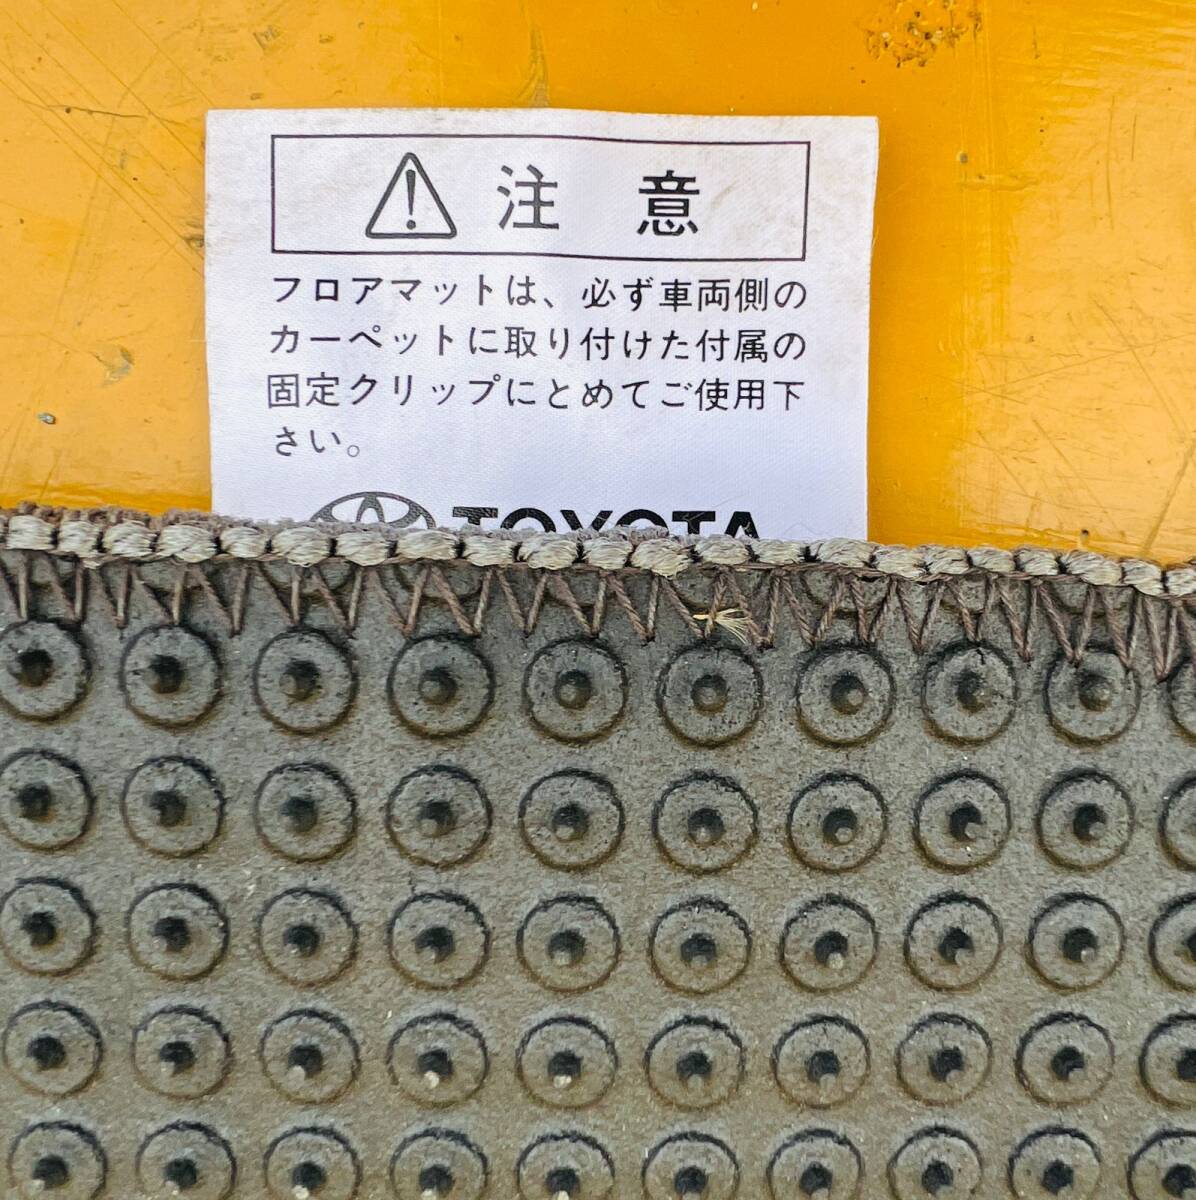 注意
フロアマットは、必ず車両側の
カーペットに取り付けた付属の
固定クリップにとめてご使用下
さい。
TOYOTA